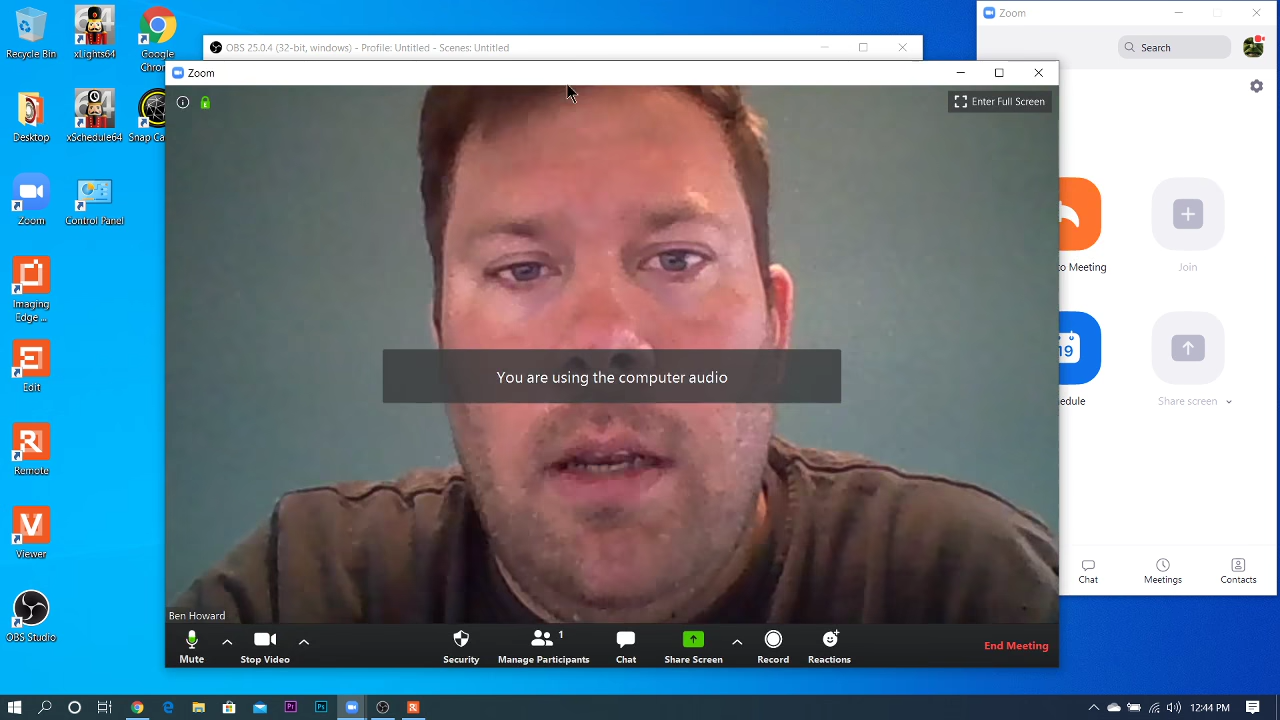 Recycle Bin
xLights64
Google
Chrom
Desktop
xSchedule64
Snap Ca
Zoom
Control Panel
Imaging
Edge ...
Edit
Remote
Viewer
OBS Studio
OBS 25.0.4 (32-bit, windows) - Profile: Untitled - Scenes: Untitled
Zoom
Search
Zoom
Enter Full Screen
You are using the computer audio
Ben Howard
Mute
Stop Video
Security
Manage Participants
1
Chat
Share Screen
Record
Reactions
End Meeting
o Meeting
Join
19
edule
Share screen
Chat
Meetings
Contacts
12:44 PM